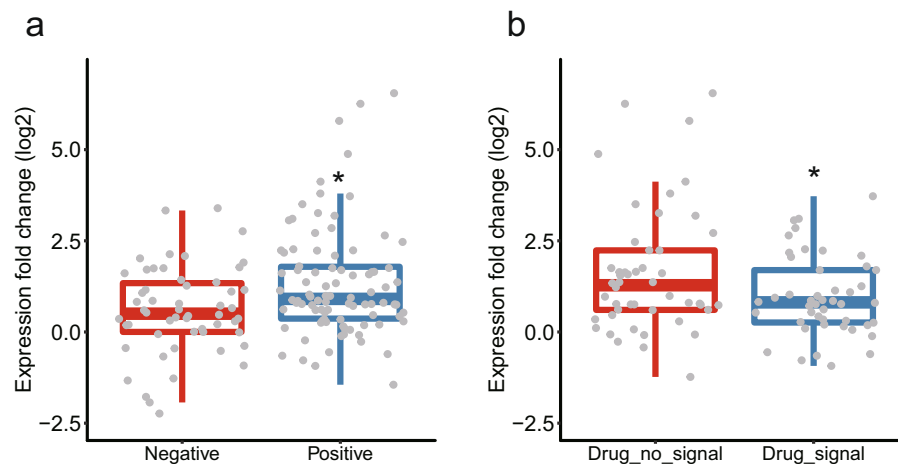 a
b
Expression fold change (log2)
5.0
2.5
0.0
−2.5
*
Negative
Positive
Expression fold change (log2)
5.0
2.5
0.0
−2.5
*
Drug_no_signal
Drug_signal